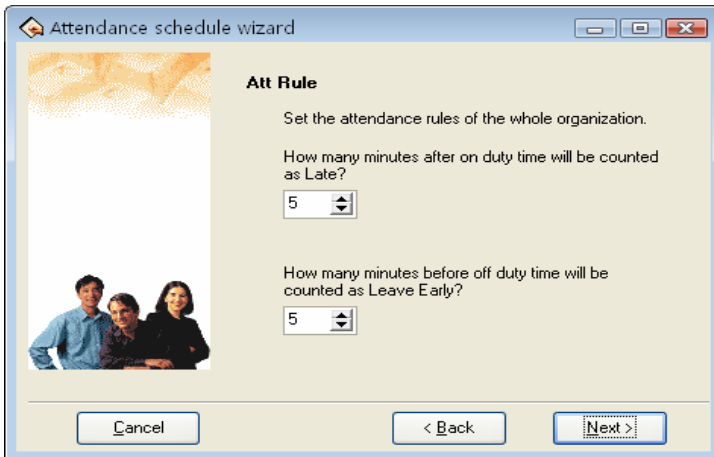 Attendance schedule wizard
Att Rule
Set the attendance rules of the whole organization.
How many minutes after on duty time will be counted
as Late?
5
How many minutes before off duty time will be
counted as Leave Early?
5
Cancel
< Back
Next >